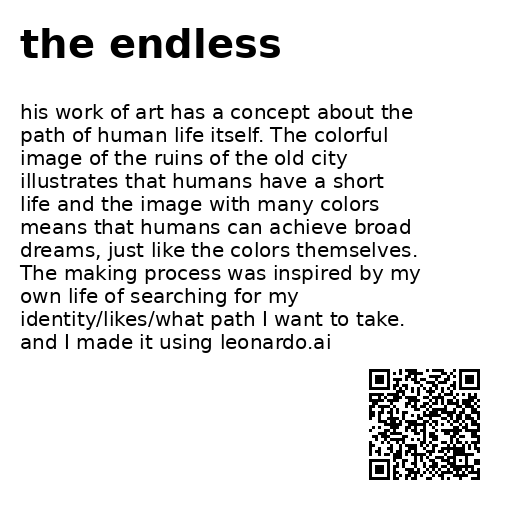 the endless
his work of art has a concept about the
path of human life itself. The colorful
image of the ruins of the old city
illustrates that humans have a short
life and the image with many colors
means that humans can achieve broad
dreams, just like the colors themselves.
The making process was inspired by my
own life of searching for my
identity/likes/what path I want to take.
and I made it using leonardo.ai